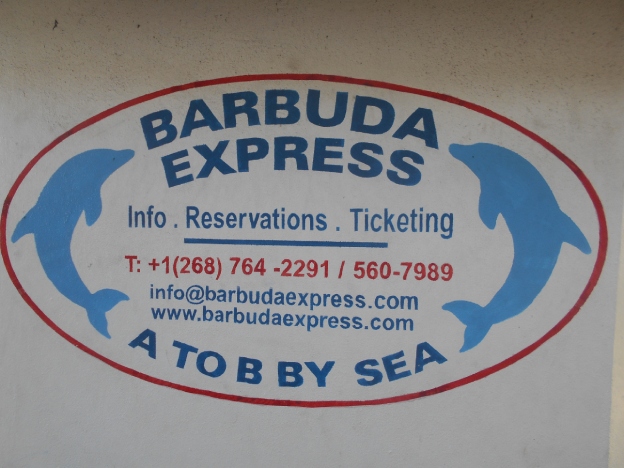 BARBUDA
EXPRESS
Info . Reservations . Ticketing
T: +1(268) 764 -2291 / 560-7989
info@barbudaexpress.com
www.barbudaexpress.com
A TO B BY SEA